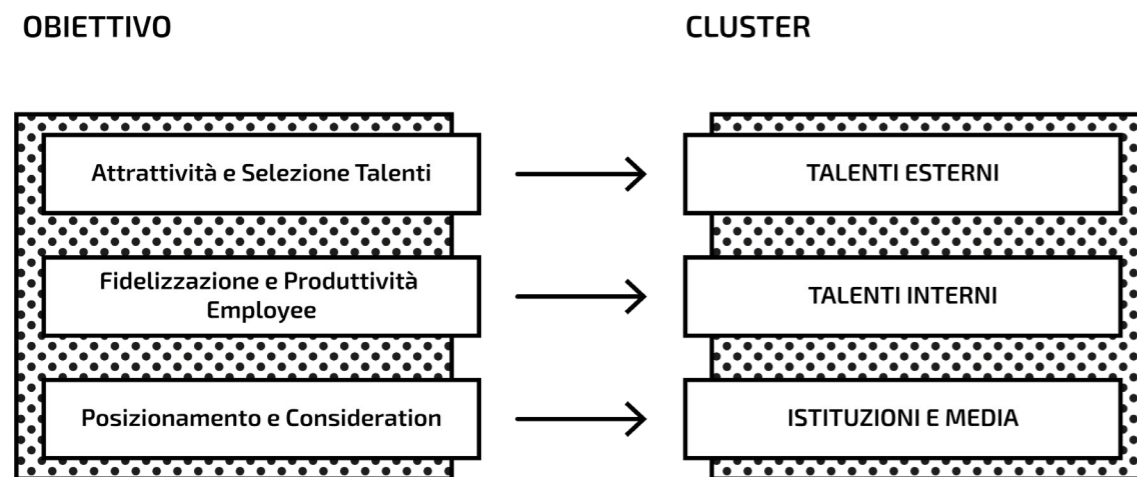 OBIETTIVO
CLUSTER
Attrattività e Selezione Talenti
TALENTI ESTERNI
Fidelizzazione e Produttività
Employee
TALENTI INTERNI
Posizionamento e Consideration
ISTITUZIONI E MEDIA